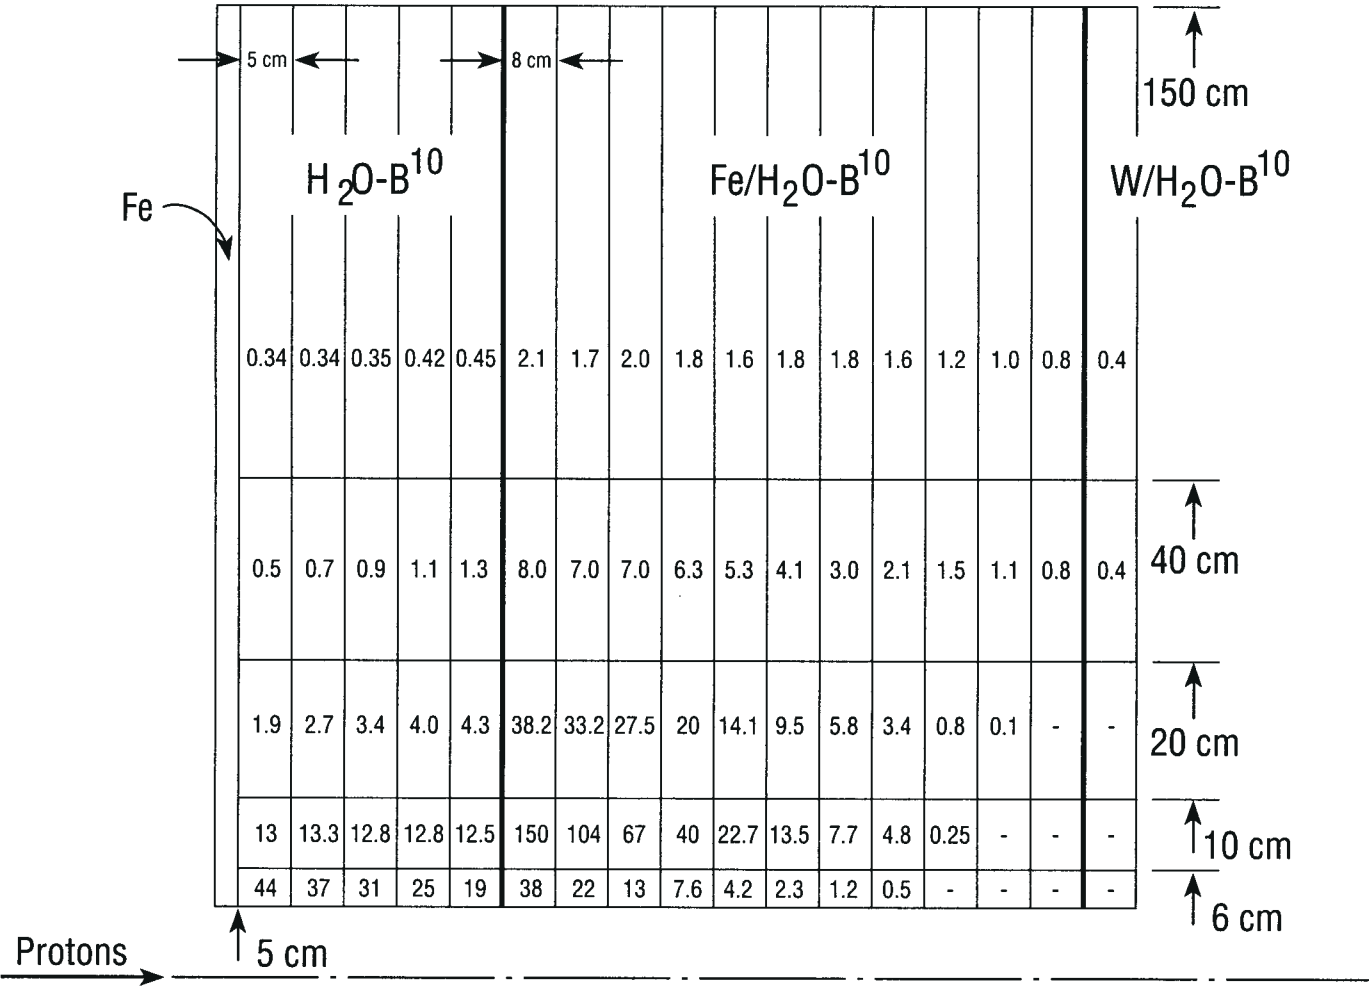 5 cm 8 cm
150 cm
H₂O-B¹⁰ Fe/H₂O-B¹⁰ W/H₂O-B¹⁰
Fe
0.34 0.34 0.35 0.42 0.45 2.1 1.7 2.0 1.8 1.6 1.8 1.8 1.6 1.2 1.0 0.8 0.4
0.5 0.7 0.9 1.1 1.3 8.0 7.0 7.0 6.3 5.3 4.1 3.0 2.1 1.5 1.1 0.8 0.4 40 cm
1.9 2.7 3.4 4.0 4.3 38.2 33.2 27.5 20 14.1 9.5 5.8 3.4 0.8 0.1 - - 20 cm
13 13.3 12.8 12.8 12.5 150 104 67 40 22.7 13.5 7.7 4.8 0.25 - - - 10 cm
44 37 31 25 19 38 22 13 7.6 4.2 2.3 1.2 0.5 - - - - 6 cm
Protons 5 cm